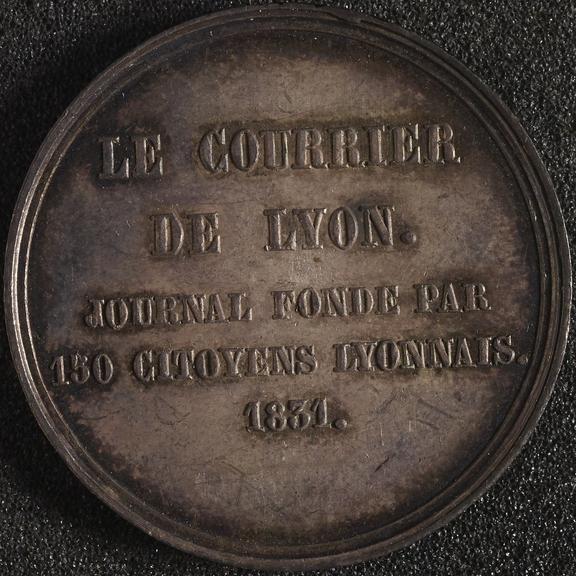 LE COURRIER
DE LYON.
JOURNAL FONDE PAR
150 CITOYENS LYONNAIS.
1831.